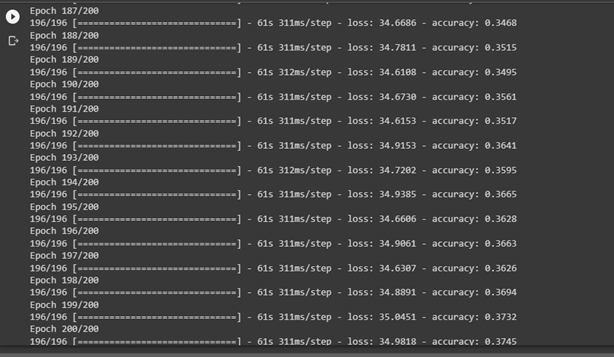 Epoch 187/200
196/196 [==============================] - 61s 311ms/step - loss: 34.6686 - accuracy: 0.3468
Epoch 188/200
196/196 [==============================] - 61s 311ms/step - loss: 34.7811 - accuracy: 0.3515
Epoch 189/200
196/196 [==============================] - 61s 312ms/step - loss: 34.6108 - accuracy: 0.3495
Epoch 190/200
196/196 [==============================] - 61s 311ms/step - loss: 34.6730 - accuracy: 0.3561
Epoch 191/200
196/196 [==============================] - 61s 311ms/step - loss: 34.6153 - accuracy: 0.3517
Epoch 192/200
196/196 [==============================] - 61s 311ms/step - loss: 34.9153 - accuracy: 0.3641
Epoch 193/200
196/196 [==============================] - 61s 312ms/step - loss: 34.7202 - accuracy: 0.3595
Epoch 194/200
196/196 [==============================] - 61s 311ms/step - loss: 34.9385 - accuracy: 0.3665
Epoch 195/200
196/196 [==============================] - 61s 311ms/step - loss: 34.6606 - accuracy: 0.3628
Epoch 196/200
196/196 [==============================] - 61s 311ms/step - loss: 34.9061 - accuracy: 0.3663
Epoch 197/200
196/196 [==============================] - 61s 311ms/step - loss: 34.6307 - accuracy: 0.3626
Epoch 198/200
196/196 [==============================] - 61s 311ms/step - loss: 34.8891 - accuracy: 0.3694
Epoch 199/200
196/196 [==============================] - 61s 311ms/step - loss: 35.0451 - accuracy: 0.3732
Epoch 200/200
196/196 [==============================] - 61s 311ms/step - loss: 34.9818 - accuracy: 0.3745